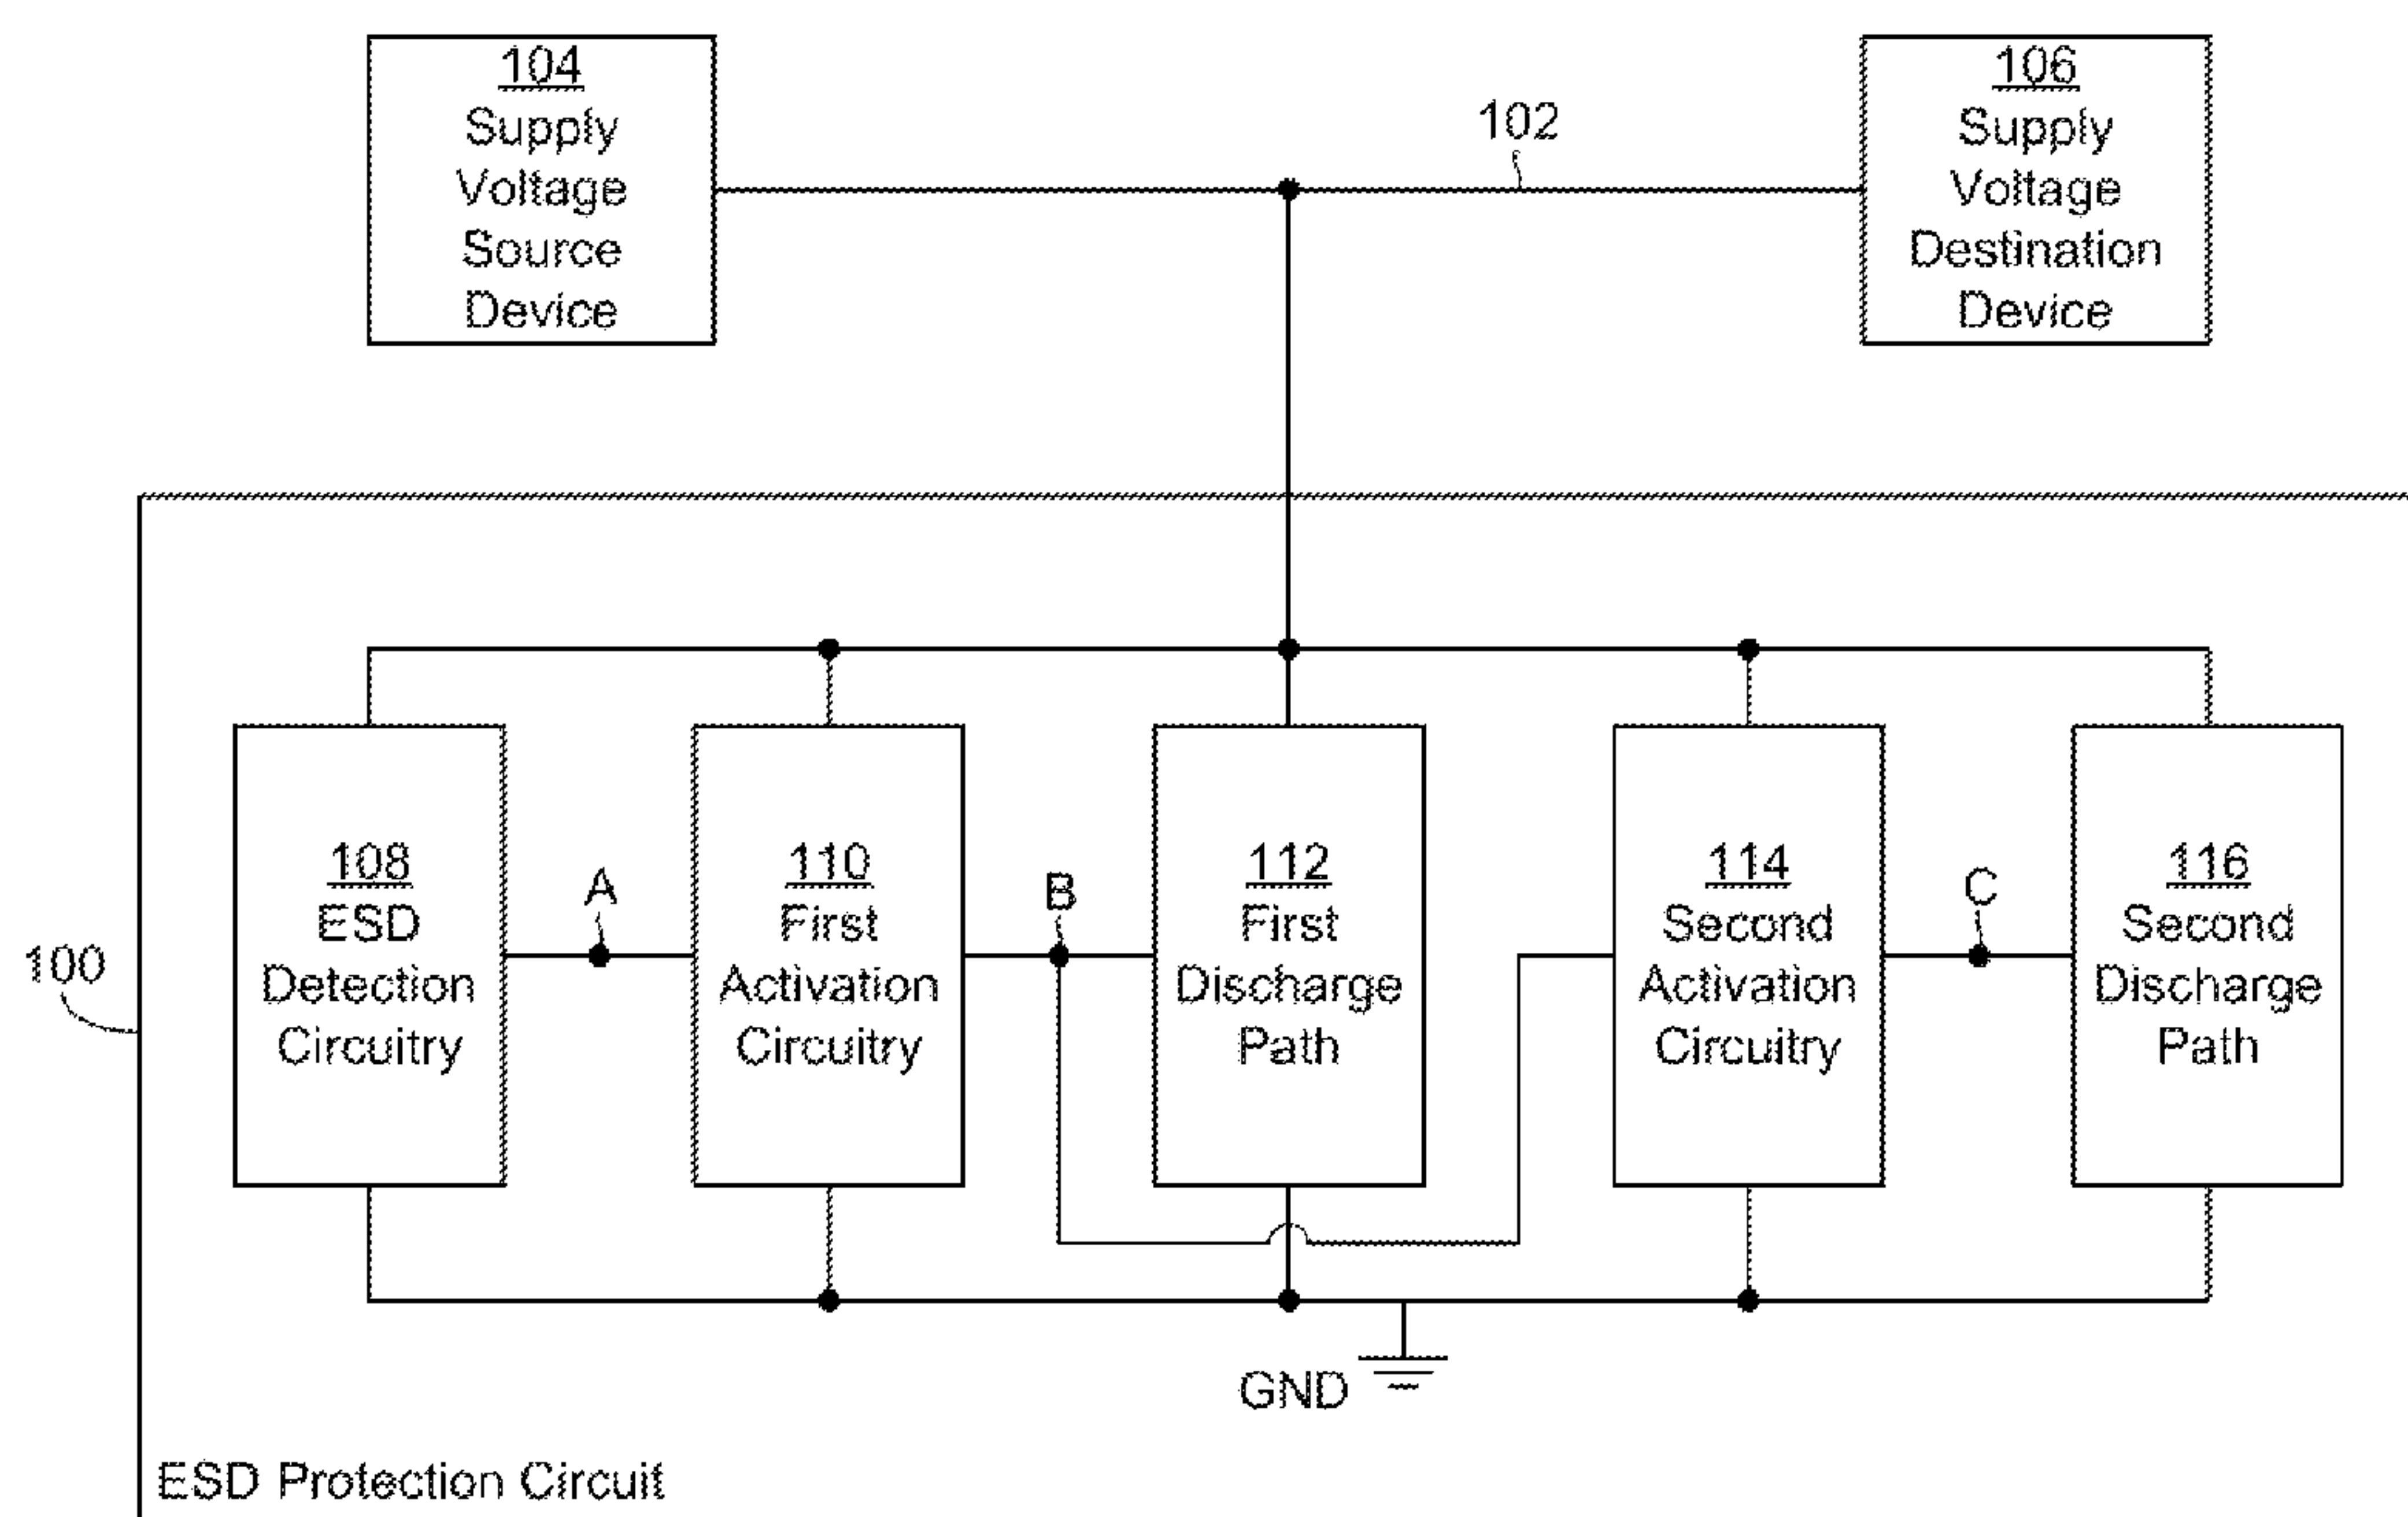 104
Supply
Voltage
Source
Device
102
106
Supply
Voltage
Destination
Device
100
108
ESD
Detection
Circuitry
A
110
First
Activation
Circuitry
B
112
First
Discharge
Path
114
Second
Activation
Circuitry
C
116
Second
Discharge
Path
GND
ESD Protection Circuit